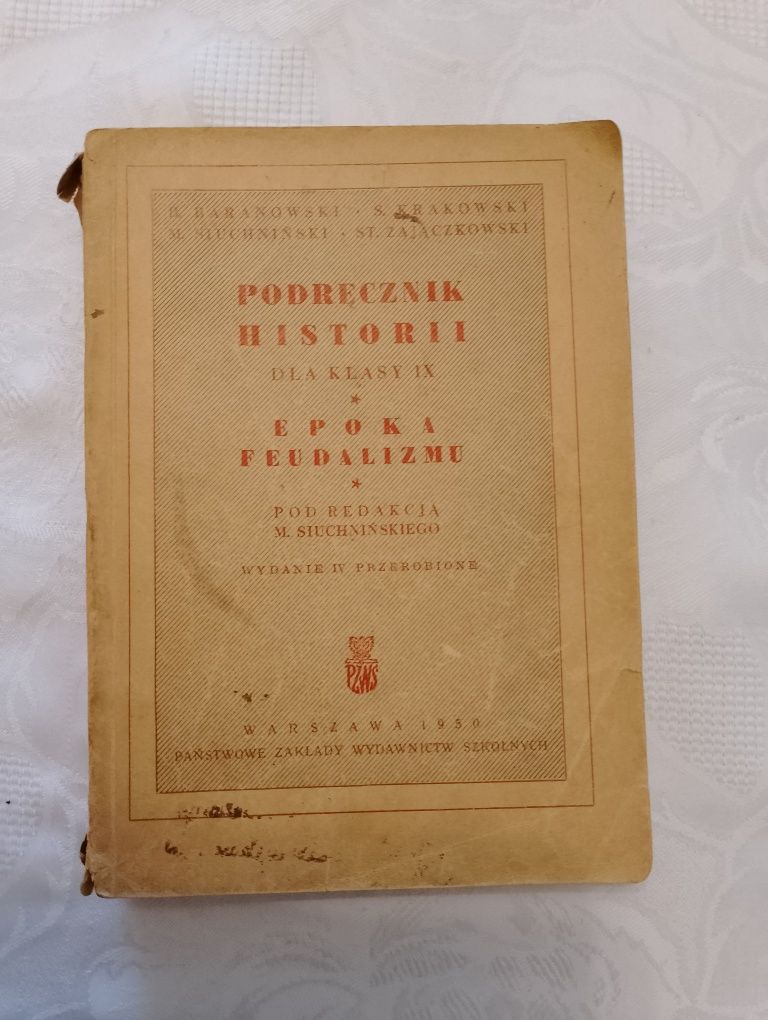 B. BARANOWSKI · S. KRAKOWSKI
M. SIUCHNIŃSKI · ST. ZAJĄCZKOWSKI
PODRĘCZNIK
HISTORII
DLA KLASY IX
EPOKA
FEUDALIZMU
POD REDAKCJĄ
M. SIUCHNIŃSKIEGO
WYDANIE IV PRZEROBIONE
PZWS
WARSZAWA 1950
PAŃSTWOWE ZAKŁADY WYDAWNICTW SZKOLNYCH